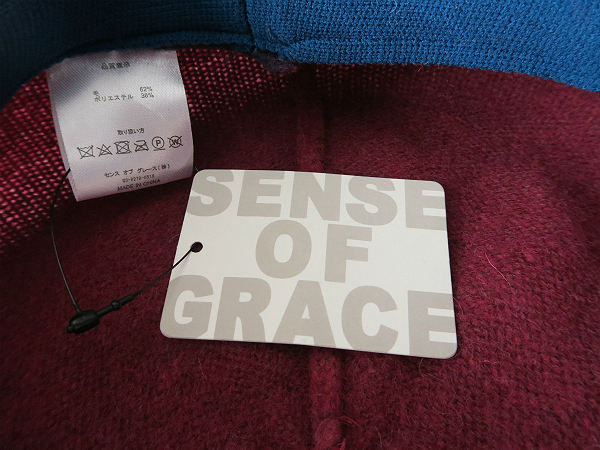 品質表示
毛 62%
ポリエステル 38%
取り扱い方
センス オブ グレース(株)
MADE IN CHINA
SENSE
OF
GRACE